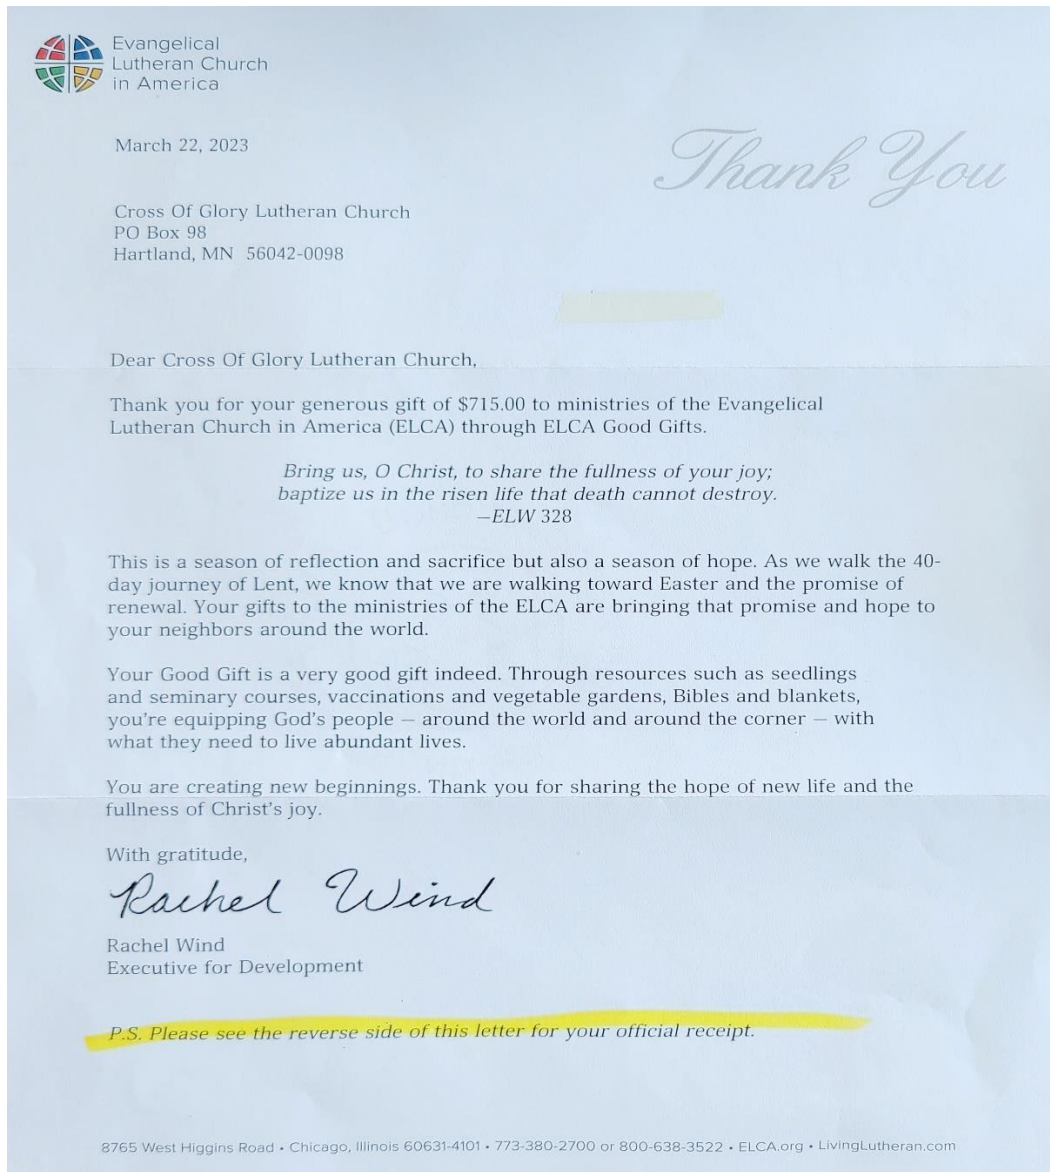 Evangelical
Lutheran Church
in America
March 22, 2023
Thank You
Cross Of Glory Lutheran Church
PO Box 98
Hartland, MN 56042-0098
Dear Cross Of Glory Lutheran Church,
Thank you for your generous gift of $715.00 to ministries of the Evangelical
Lutheran Church in America (ELCA) through ELCA Good Gifts.
Bring us, O Christ, to share the fullness of your joy;
baptize us in the risen life that death cannot destroy.
—ELW 328
This is a season of reflection and sacrifice but also a season of hope. As we walk the 40-
day journey of Lent, we know that we are walking toward Easter and the promise of
renewal. Your gifts to the ministries of the ELCA are bringing that promise and hope to
your neighbors around the world.
Your Good Gift is a very good gift indeed. Through resources such as seedlings
and seminary courses, vaccinations and vegetable gardens, Bibles and blankets,
you're equipping God's people — around the world and around the corner — with
what they need to live abundant lives.
You are creating new beginnings. Thank you for sharing the hope of new life and the
fullness of Christ's joy.
With gratitude,
Rachel Wind
Rachel Wind
Executive for Development
P.S. Please see the reverse side of this letter for your official receipt.
8765 West Higgins Road • Chicago, Illinois 60631-4101 • 773-380-2700 or 800-638-3522 • ELCA.org • LivingLutheran.com